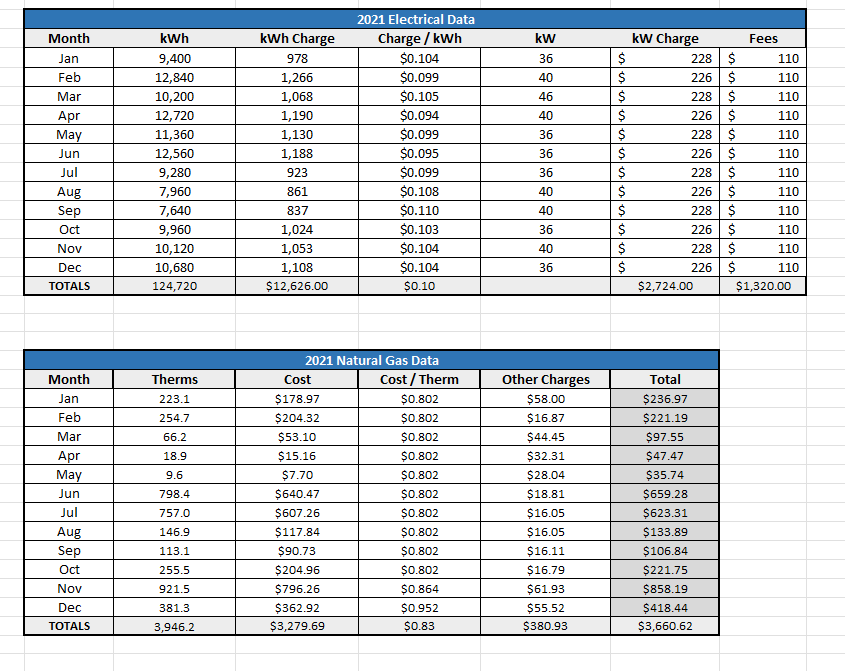 2021 Electrical Data
Month kWh kWh Charge Charge / kWh kW kW Charge Fees
Jan 9,400 978 $0.104 36 $ 228 $ 110
Feb 12,840 1,266 $0.099 40 $ 226 $ 110
Mar 10,200 1,068 $0.105 46 $ 228 $ 110
Apr 12,720 1,190 $0.094 40 $ 226 $ 110
May 11,360 1,130 $0.099 36 $ 228 $ 110
Jun 12,560 1,188 $0.095 36 $ 226 $ 110
Jul 9,280 923 $0.099 36 $ 228 $ 110
Aug 7,960 861 $0.108 40 $ 226 $ 110
Sep 7,640 837 $0.110 40 $ 228 $ 110
Oct 9,960 1,024 $0.103 36 $ 226 $ 110
Nov 10,120 1,053 $0.104 40 $ 228 $ 110
Dec 10,680 1,108 $0.104 36 $ 226 $ 110
TOTALS 124,720 $12,626.00 $0.10 $2,724.00 $1,320.00
2021 Natural Gas Data
Month Therms Cost Cost / Therm Other Charges Total
Jan 223.1 $178.97 $0.802 $58.00 $236.97
Feb 254.7 $204.32 $0.802 $16.87 $221.19
Mar 66.2 $53.10 $0.802 $44.45 $97.55
Apr 18.9 $15.16 $0.802 $32.31 $47.47
May 9.6 $7.70 $0.802 $28.04 $35.74
Jun 798.4 $640.47 $0.802 $18.81 $659.28
Jul 757.0 $607.26 $0.802 $16.05 $623.31
Aug 146.9 $117.84 $0.802 $16.05 $133.89
Sep 113.1 $90.73 $0.802 $16.11 $106.84
Oct 255.5 $204.96 $0.802 $16.79 $221.75
Nov 921.5 $796.26 $0.864 $61.93 $858.19
Dec 381.3 $362.92 $0.952 $55.52 $418.44
TOTALS 3,946.2 $3,279.69 $0.83 $380.93 $3,660.62